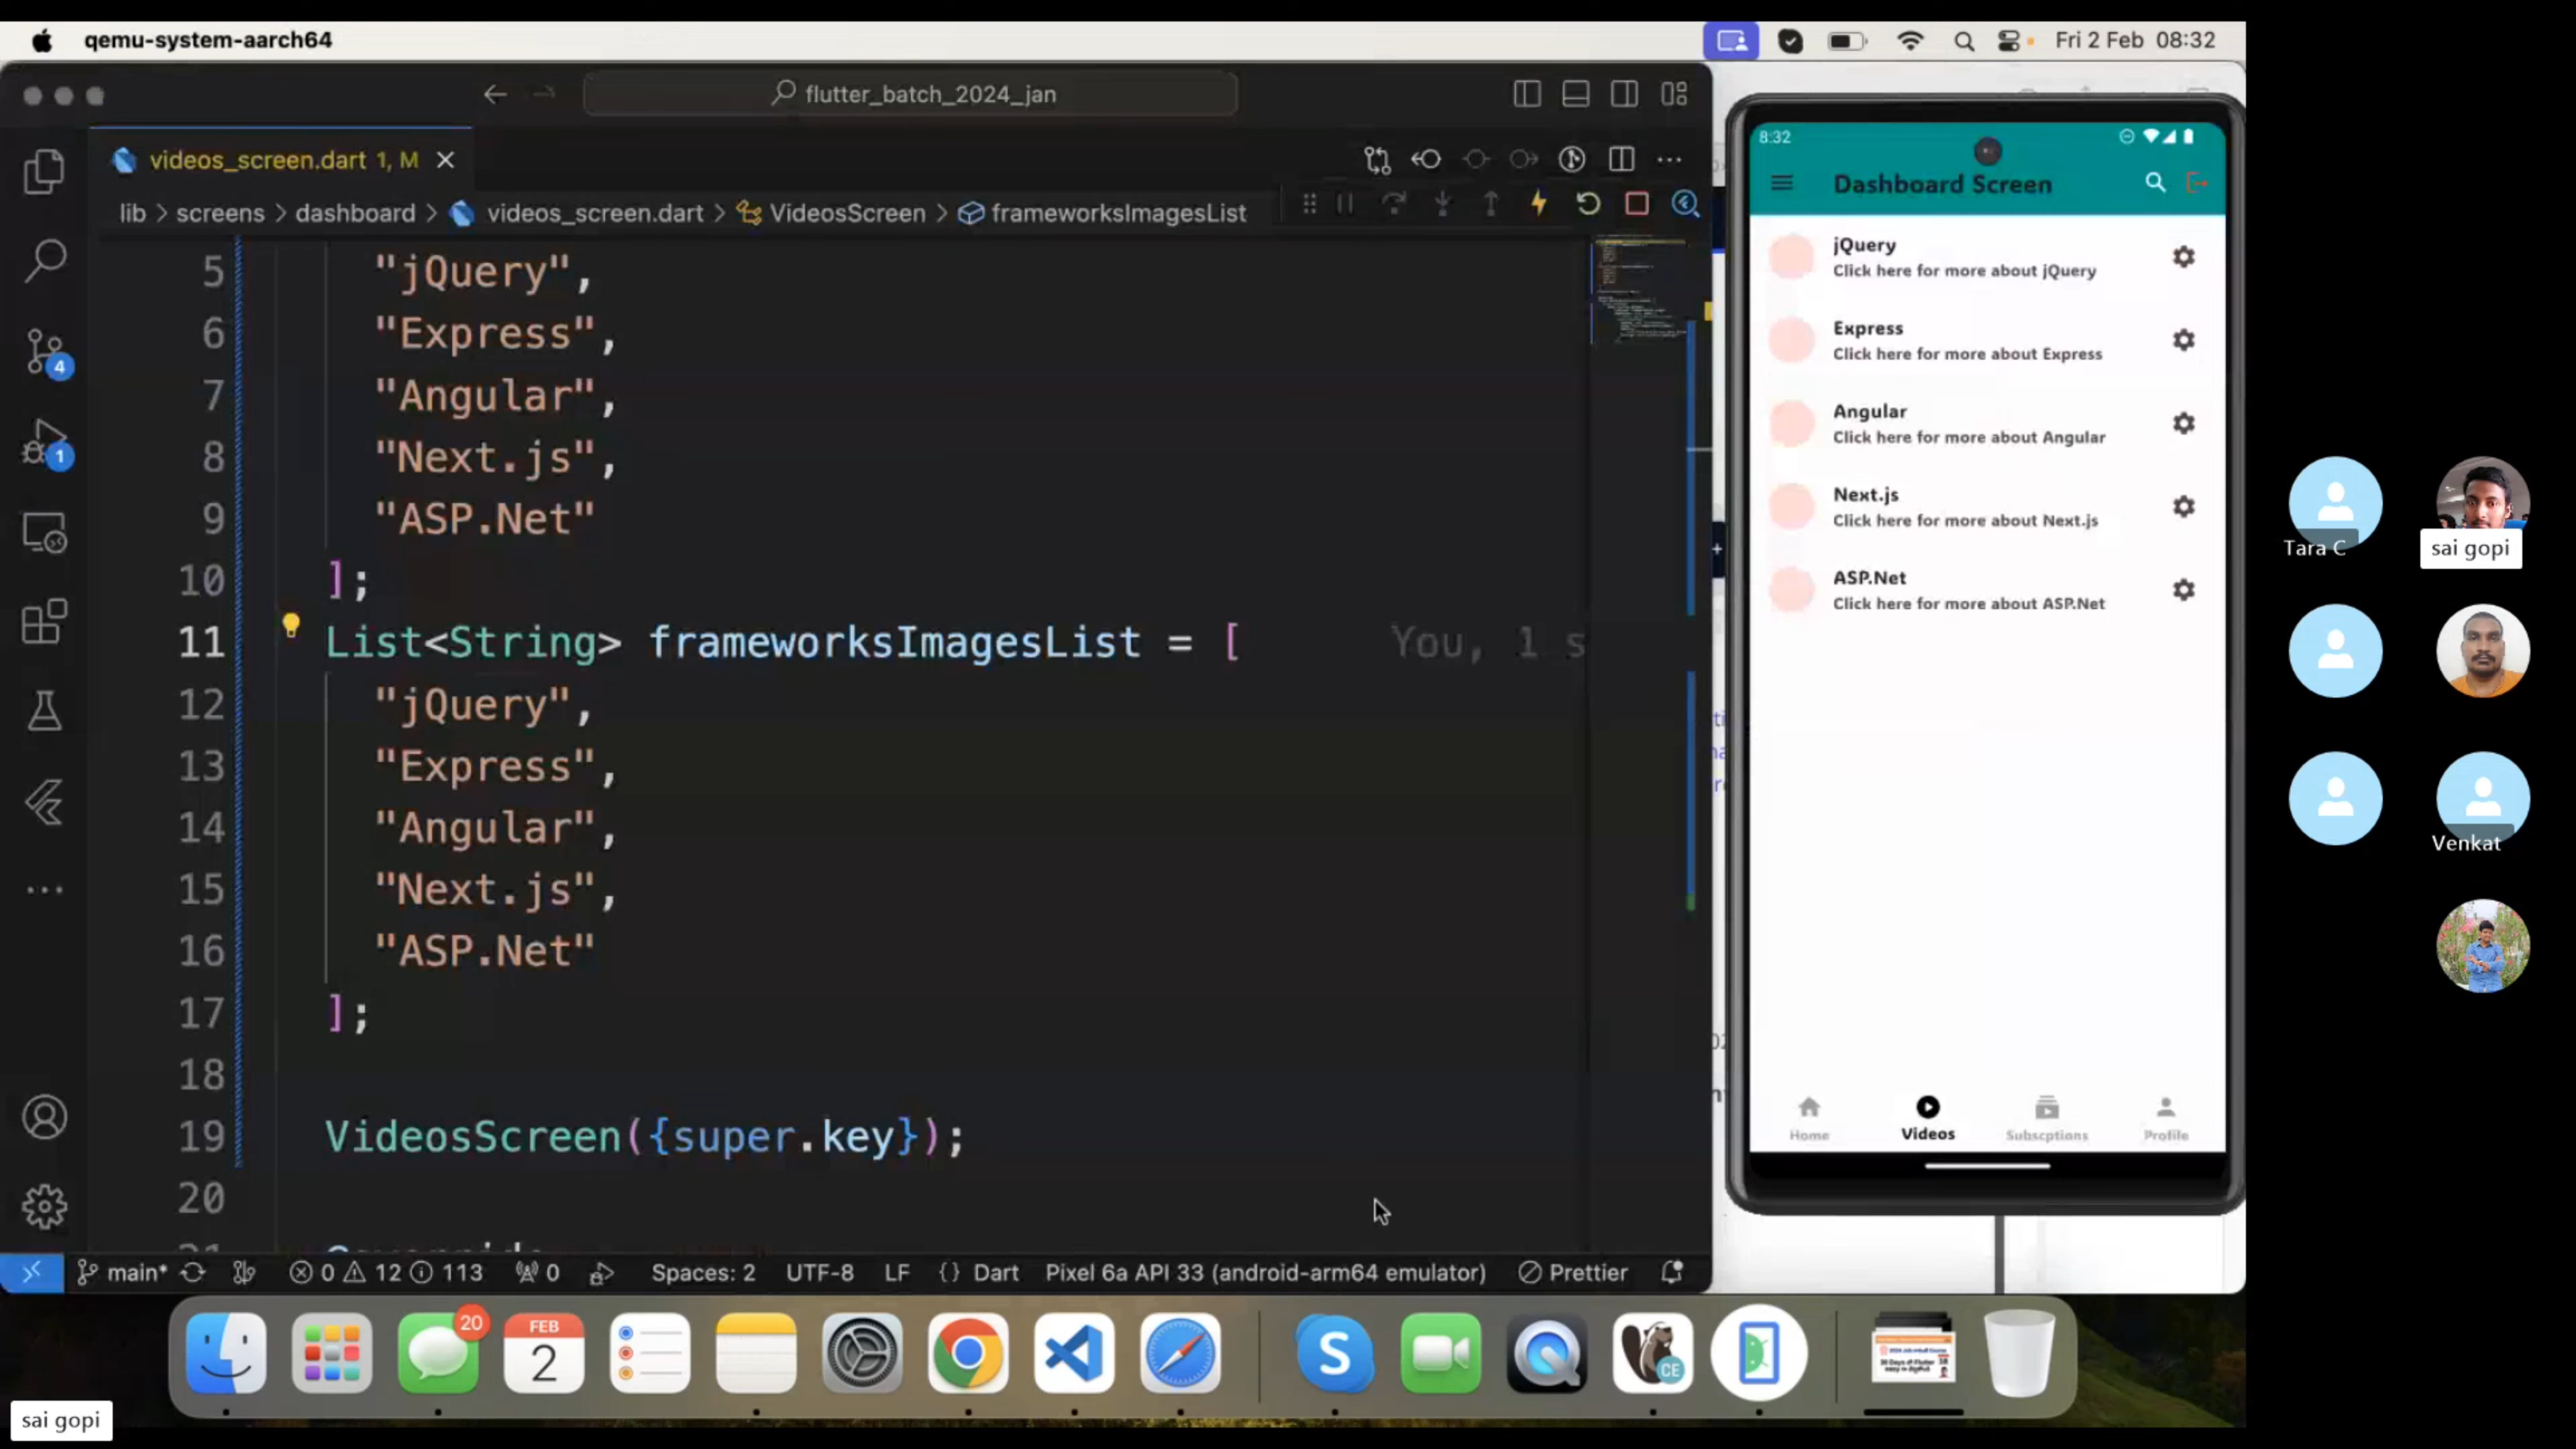 qemu-system-aarch64
Fri 2 Feb 08:32
flutter_batch_2024_jan
videos_screen.dart 1, M
lib > screens > dashboard > videos_screen.dart > VideosScreen > frameworksImagesList
5 "jQuery",
6 "Express",
7 "Angular",
8 "Next.js",
9 "ASP.Net"
10 ];
11 List<String> frameworksImagesList = [ You, 1 s
12 "jQuery",
13 "Express",
14 "Angular",
15 "Next.js",
16 "ASP.Net"
17 ];
18
19 VideosScreen({super.key});
20
4
1
main* 0 12 113 0 Spaces: 2 UTF-8 LF {} Dart Pixel 6a API 33 (android-arm64 emulator) Prettier
8:32
Dashboard Screen
jQuery
Click here for more about jQuery
Express
Click here for more about Express
Angular
Click here for more about Angular
Next.js
Click here for more about Next.js
ASP.Net
Click here for more about ASP.Net
Home
Videos
Subscptions
Profile
Tara C
sai gopi
Venkat
20
FEB
2
CE
sai gopi